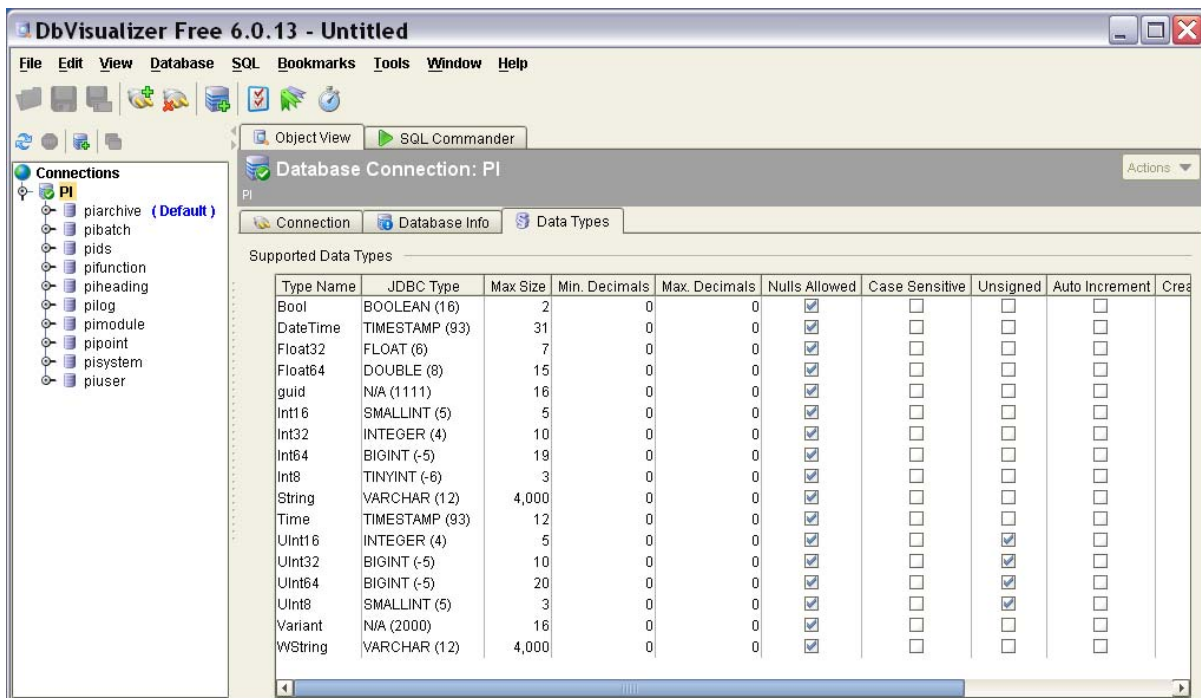 DbVisualizer Free 6.0.13 - Untitled
File Edit View Database SQL Bookmarks Tools Window Help
Object View SQL Commander
Connections
PI
piarchive (Default)
pibatch
pids
pifunction
piheading
pilog
pimodule
pipoint
pisystem
piuser
Database Connection: PI
Actions
PI
Connection Database Info Data Types
Supported Data Types
Type Name JDBC Type Max Size Min. Decimals Max. Decimals Nulls Allowed Case Sensitive Unsigned Auto Increment Crea
Bool BOOLEAN (16) 2 0 0
DateTime TIMESTAMP (93) 31 0 0
Float32 FLOAT (6) 7 0 0
Float64 DOUBLE (8) 15 0 0
guid N/A (1111) 16 0 0
Int16 SMALLINT (5) 5 0 0
Int32 INTEGER (4) 10 0 0
Int64 BIGINT (-5) 19 0 0
Int8 TINYINT (-6) 3 0 0
String VARCHAR (12) 4,000 0 0
Time TIMESTAMP (93) 12 0 0
UInt16 INTEGER (4) 5 0 0
UInt32 BIGINT (-5) 10 0 0
UInt64 BIGINT (-5) 20 0 0
UInt8 SMALLINT (5) 3 0 0
Variant N/A (2000) 16 0 0
WString VARCHAR (12) 4,000 0 0